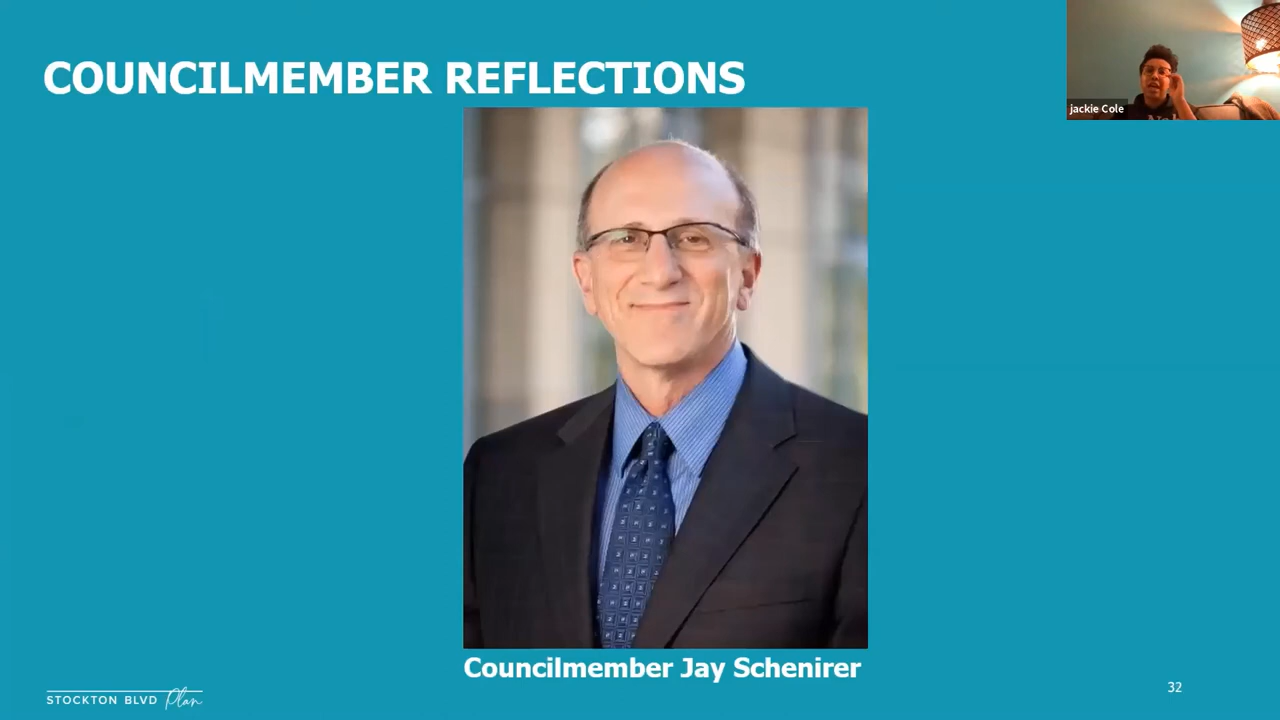 COUNCILMEMBER REFLECTIONS
jackie Cole
Councilmember Jay Schenirer
STOCKTON BLVD Plan
32